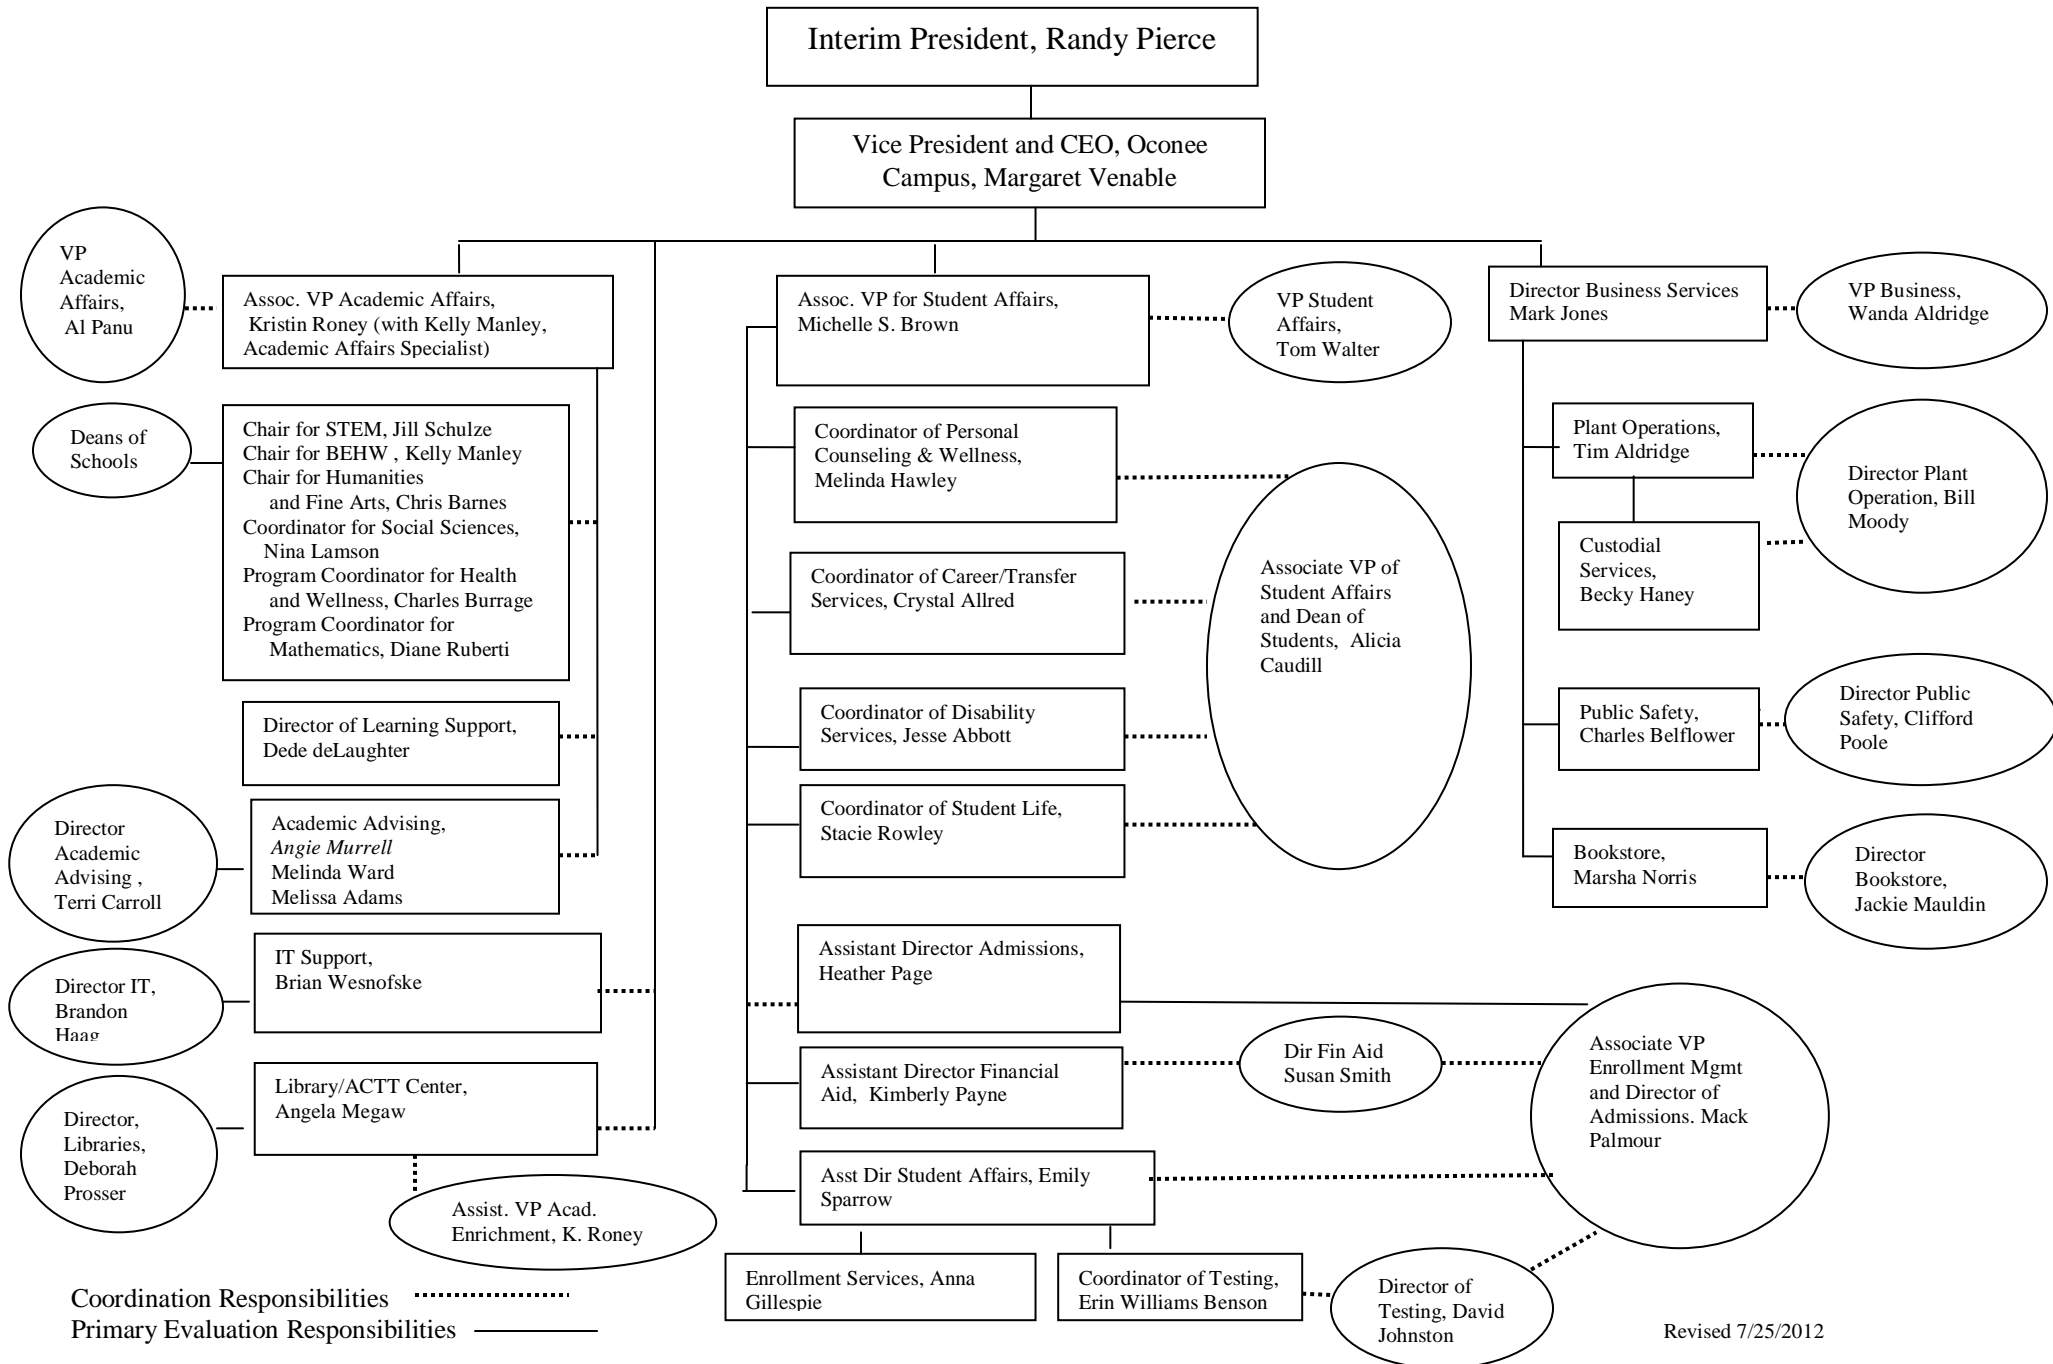 Interim President, Randy Pierce
Vice President and CEO, Oconee
Campus, Margaret Venable
VP
Academic
Affairs,
Al Panu
Assoc. VP Academic Affairs,
Kristin Roney (with Kelly Manley,
Academic Affairs Specialist)
Assoc. VP for Student Affairs,
Michelle S. Brown
VP Student
Affairs,
Tom Walter
Director Business Services
Mark Jones
VP Business,
Wanda Aldridge
Deans of
Schools
Chair for STEM, Jill Schulze
Chair for BEHW , Kelly Manley
Chair for Humanities
and Fine Arts, Chris Barnes
Coordinator for Social Sciences,
Nina Lamson
Program Coordinator for Health
and Wellness, Charles Burrage
Program Coordinator for
Mathematics, Diane Ruberti
Coordinator of Personal
Counseling & Wellness,
Melinda Hawley
Plant Operations,
Tim Aldridge
Director Plant
Operation, Bill
Moody
Custodial
Services,
Becky Haney
Coordinator of Career/Transfer
Services, Crystal Allred
Associate VP of
Student Affairs
and Dean of
Students,  Alicia
Caudill
Director of Learning Support,
Dede deLaughter
Coordinator of Disability
Services, Jesse Abbott
Public Safety,
Charles Belflower
Director Public
Safety, Clifford
Poole
Director
Academic
Advising ,
Terri Carroll
Academic Advising,
Angie Murrell
Melinda Ward
Melissa Adams
Coordinator of Student Life,
Stacie Rowley
Bookstore,
Marsha Norris
Director
Bookstore,
Jackie Mauldin
Director IT,
Brandon
Haag
IT Support,
Brian Wesnofske
Assistant Director Admissions,
Heather Page
Director,
Libraries,
Deborah
Prosser
Library/ACTT Center,
Angela Megaw
Assistant Director Financial
Aid,  Kimberly Payne
Dir Fin Aid
Susan Smith
Associate VP
Enrollment Mgmt
and Director of
Admissions. Mack
Palmour
Assist. VP Acad.
Enrichment, K. Roney
Asst Dir Student Affairs, Emily
Sparrow
Enrollment Services, Anna
Gillespie
Coordinator of Testing,
Erin Williams Benson
Director of
Testing, David
Johnston
Coordination Responsibilities
Primary Evaluation Responsibilities
Revised 7/25/2012